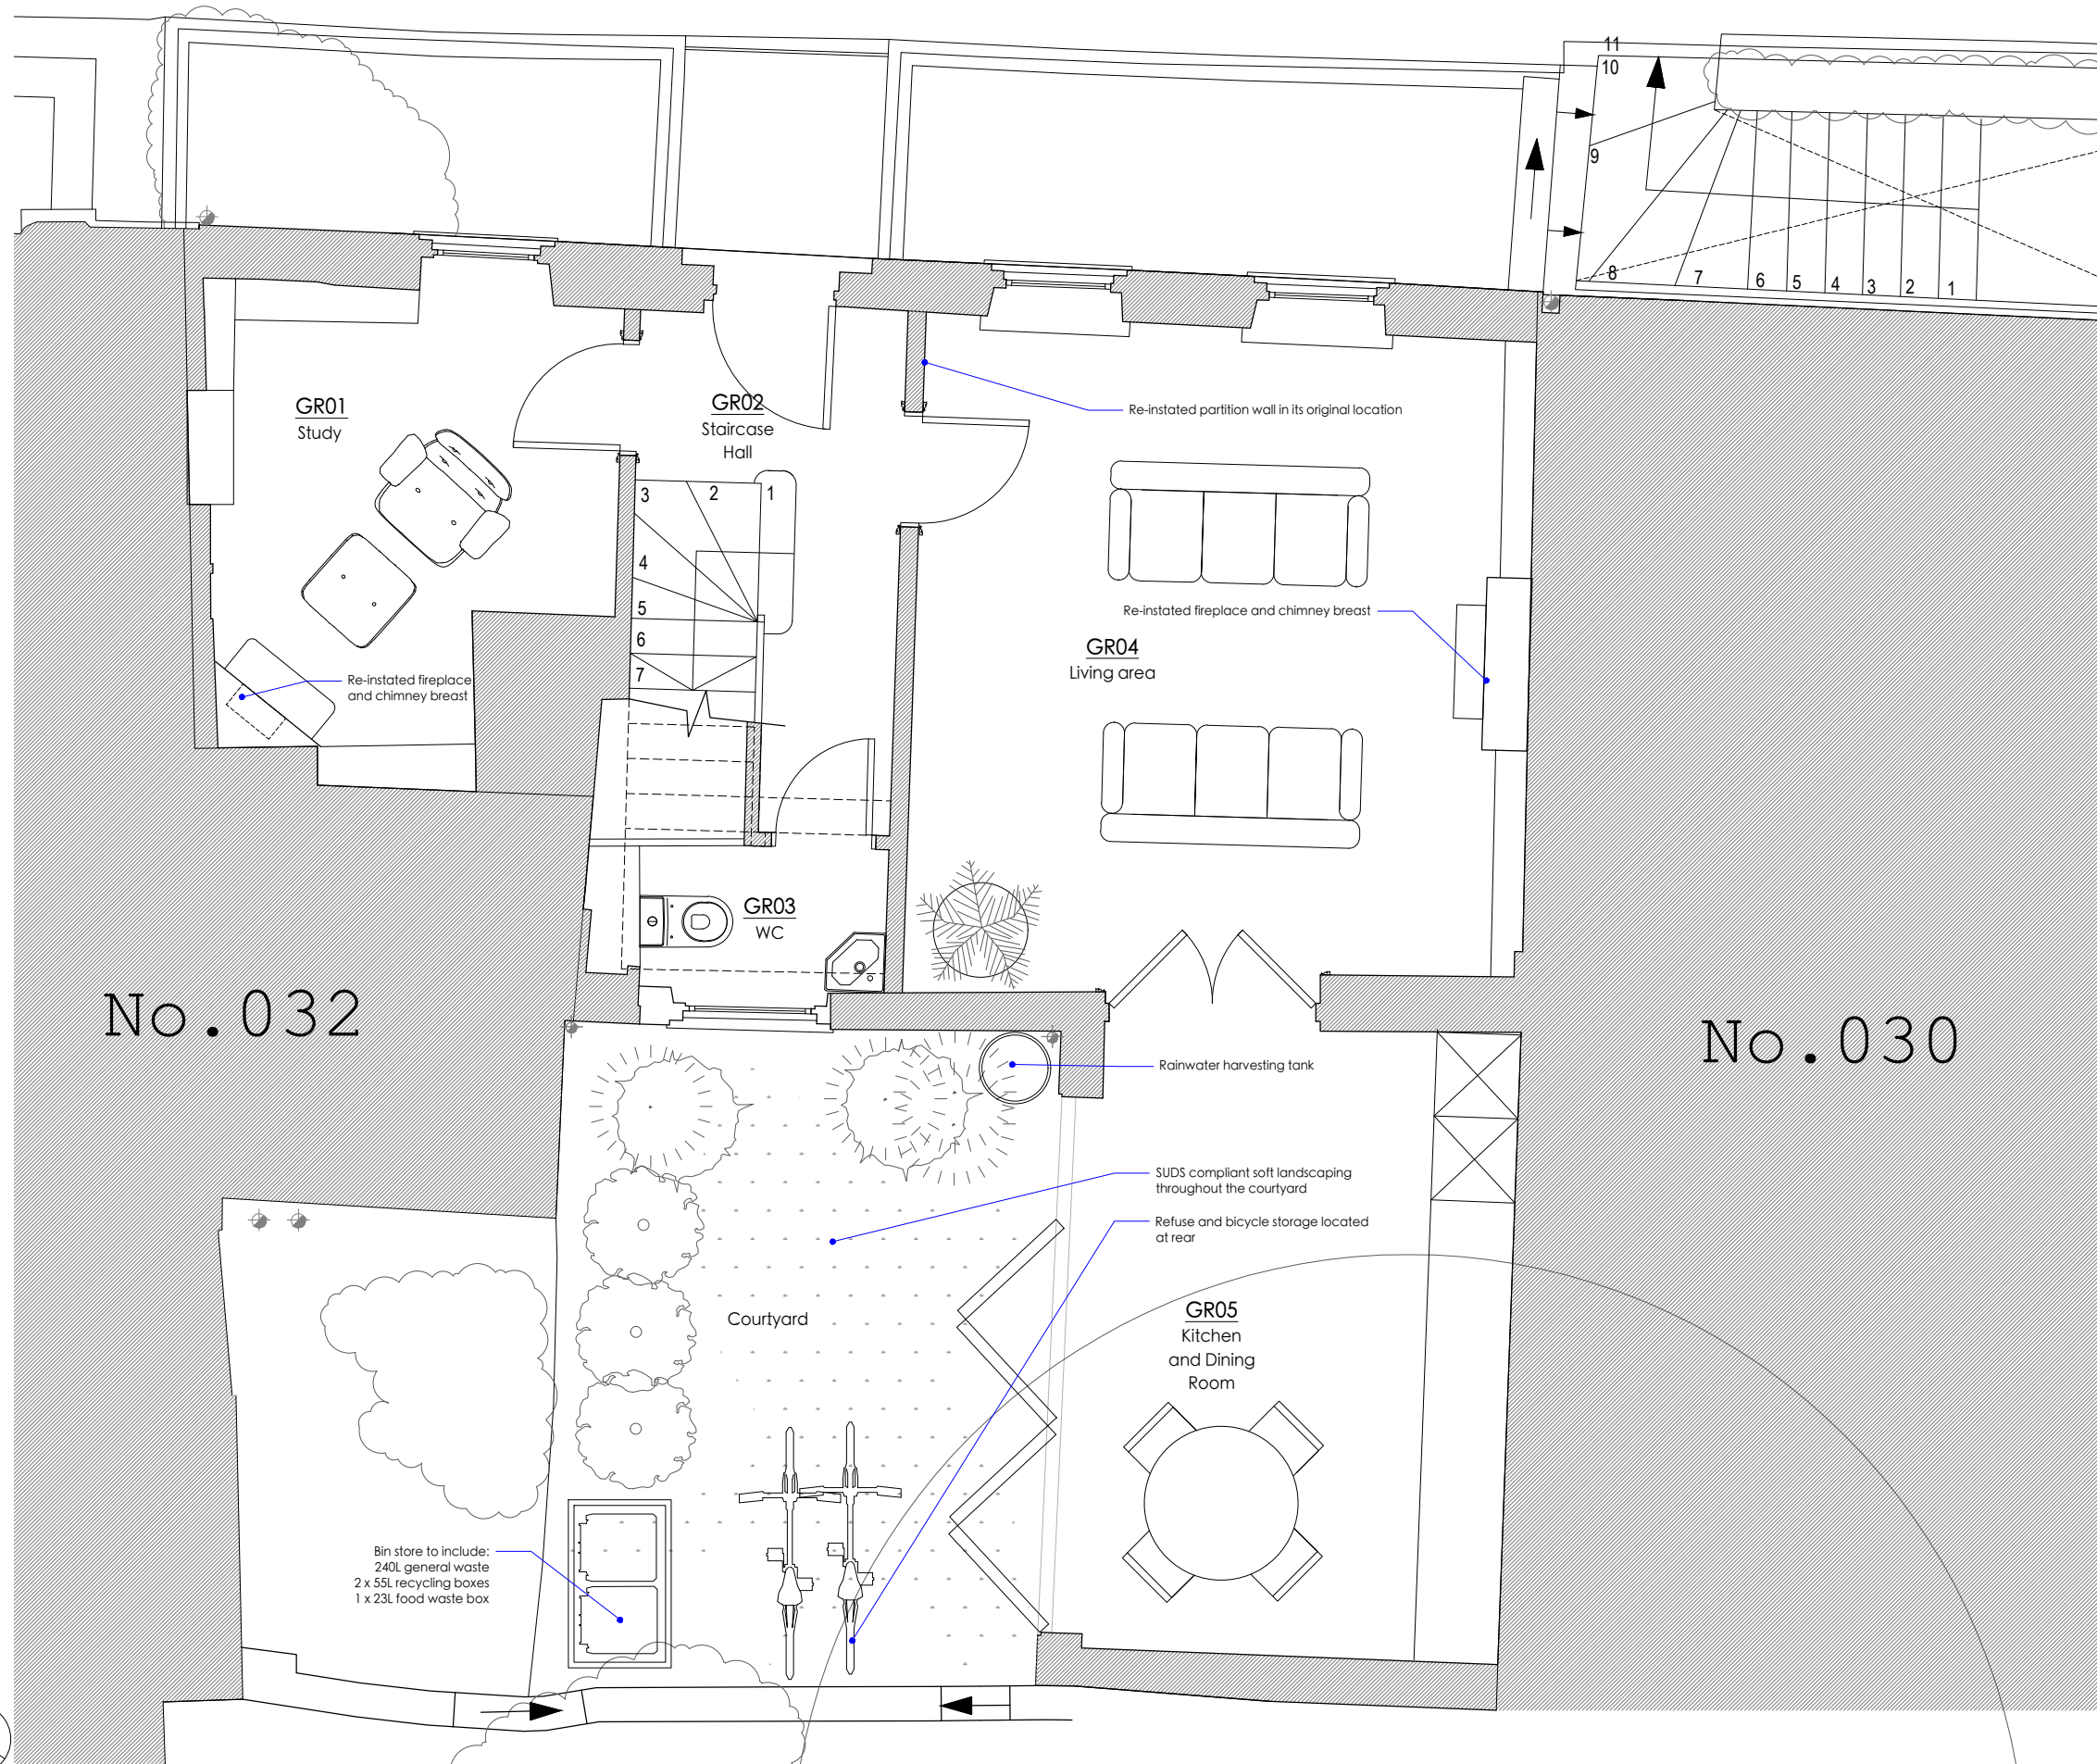 11
10
9
8
7
6
5
4
3
2
1
GR01
Study
GR02
Staircase
Hall
Re-instated partition wall in its original location
3
2
1
4
5
6
7
Re-instated fireplace and chimney breast
GR04
Living area
Re-instated fireplace
and chimney breast
GR03
WC
No.032
No.030
Rainwater harvesting tank
SUDS compliant soft landscaping
throughout the courtyard
Refuse and bicycle storage located
at rear
Courtyard
GR05
Kitchen
and Dining
Room
Bin store to include:
240L general waste
2 x 55L recycling boxes
1 x 23L food waste box